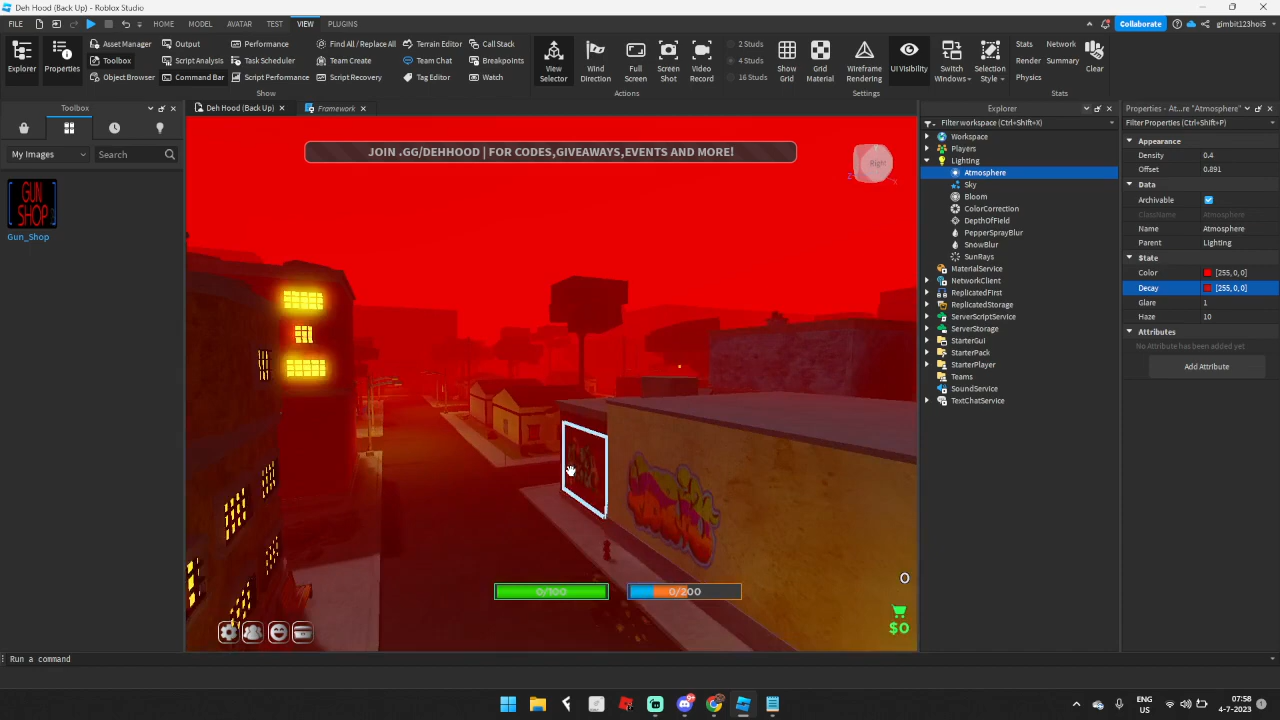 Deh Hood (Back Up) - Roblox Studio
FILE HOME MODEL AVATAR TEST VIEW PLUGINS Collaborate gimbit123hoi5
Explorer Properties
Asset Manager Output Performance Find All / Replace All Terrain Editor Call Stack
Toolbox Script Analysis Task Scheduler Team Create Team Chat Breakpoints
Object Browser Command Bar Script Performance Script Recovery Tag Editor Watch
Show
View Selector Wind Direction Full Screen Screen Shot Video Record
Actions
2 Studs
4 Studs
16 Studs
Show Grid Grid Material Wireframe Rendering UI Visibility Switch Windows Selection Style
Settings
Stats Network
Render Summary
Physics
Clear
Stats
Toolbox
My Images Search
GUN SHOP
Gun_Shop
Deh Hood (Back Up) Framework
JOIN .GG/DEHHOOD | FOR CODES,GIVEAWAYS,EVENTS AND MORE!
Right
Z X
0/100 0/200
0
$0
Explorer
Filter workspace (Ctrl+Shift+X)
Workspace
Players
Lighting
Atmosphere
Sky
Bloom
ColorCorrection
DepthOfField
PepperSprayBlur
SnowBlur
SunRays
MaterialService
NetworkClient
ReplicatedFirst
ReplicatedStorage
ServerScriptService
ServerStorage
StarterGui
StarterPack
StarterPlayer
Teams
SoundService
TextChatService
Properties - At...re "Atmosphere"
Filter Properties (Ctrl+Shift+P)
Appearance
Density 0.4
Offset 0.891
Data
Archivable
ClassName Atmosphere
Name Atmosphere
Parent Lighting
State
Color [255, 0, 0]
Decay [255, 0, 0]
Glare 1
Haze 10
Attributes
No Attribute has been added yet
Add Attribute
Run a command
ENG
US
07:58
4-7-2023